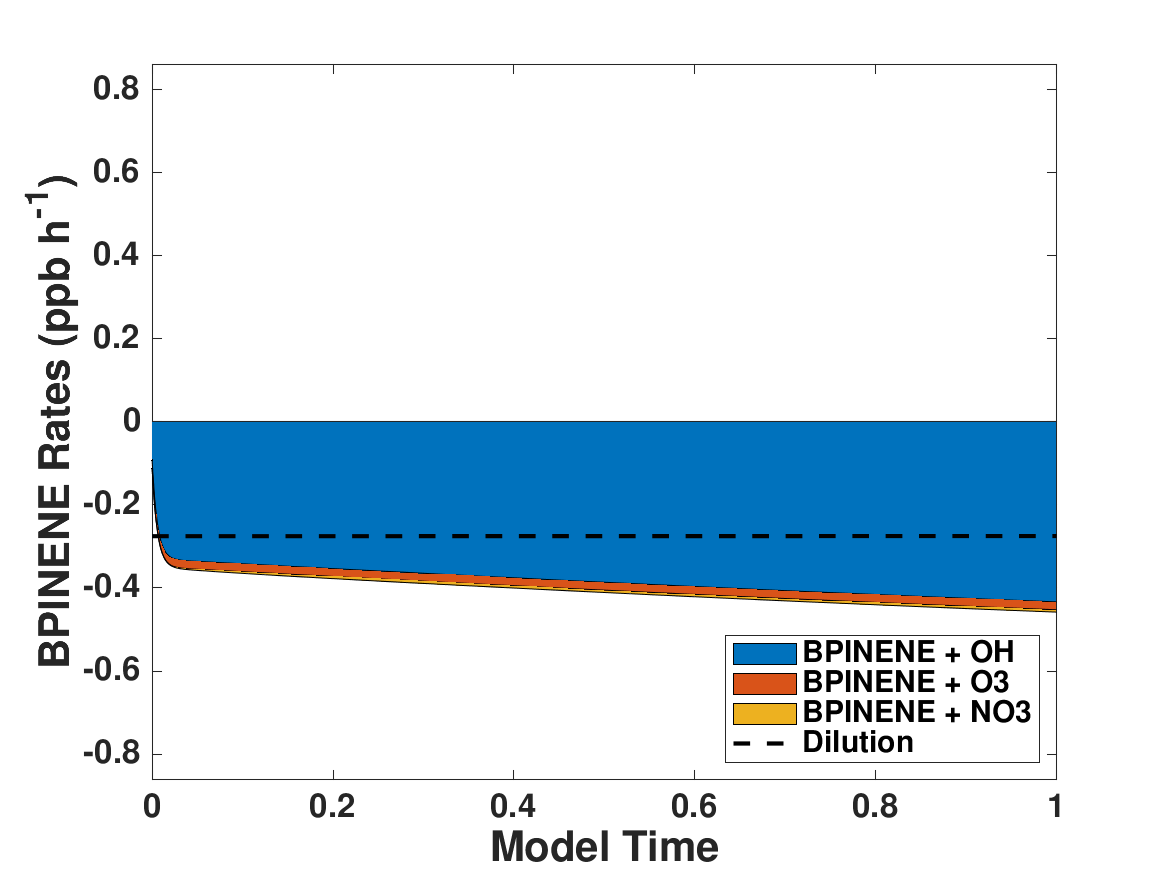 0.8
0.6
0.4
0.2
0
-0.2
-0.4
-0.6
-0.8
BPINENE Rates (ppb h-1)
BPINENE + OH
BPINENE + O3
BPINENE + NO3
Dilution
0 0.2 0.4 0.6 0.8 1
Model Time